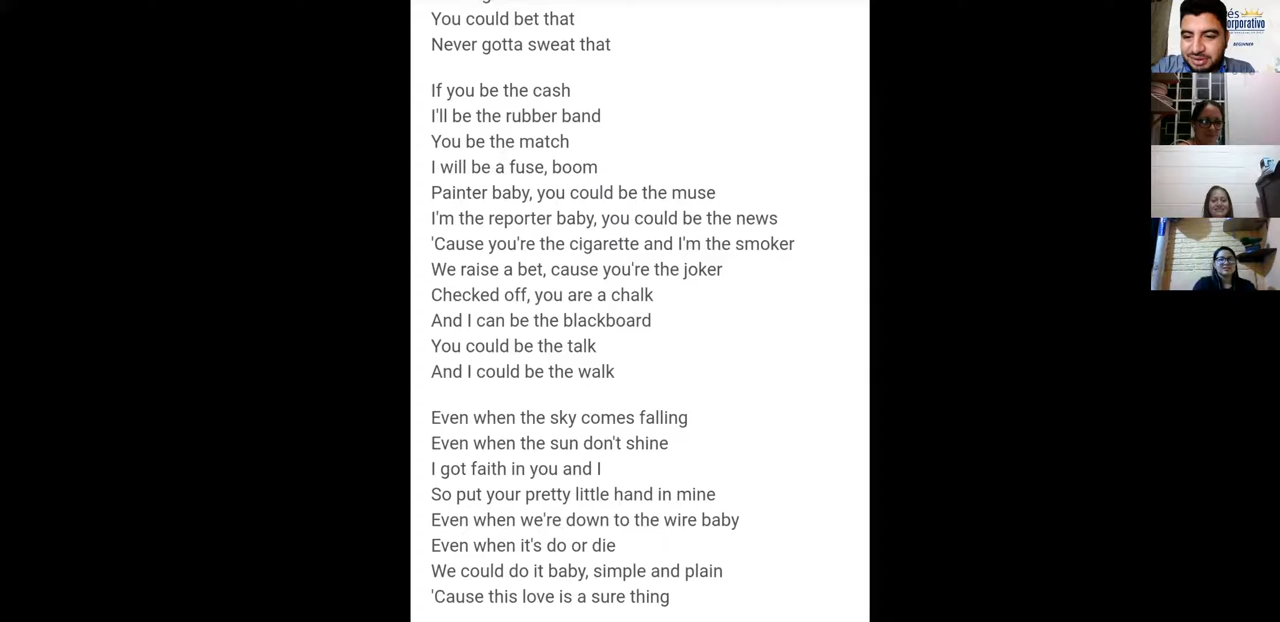 You could bet that
Never gotta sweat that
If you be the cash
I'll be the rubber band
You be the match
I will be a fuse, boom
Painter baby, you could be the muse
I'm the reporter baby, you could be the news
'Cause you're the cigarette and I'm the smoker
We raise a bet, cause you're the joker
Checked off, you are a chalk
And I can be the blackboard
You could be the talk
And I could be the walk
Even when the sky comes falling
Even when the sun don't shine
I got faith in you and I
So put your pretty little hand in mine
Even when we're down to the wire baby
Even when it's do or die
We could do it baby, simple and plain
'Cause this love is a sure thing
és
orporativo
BEGINNER